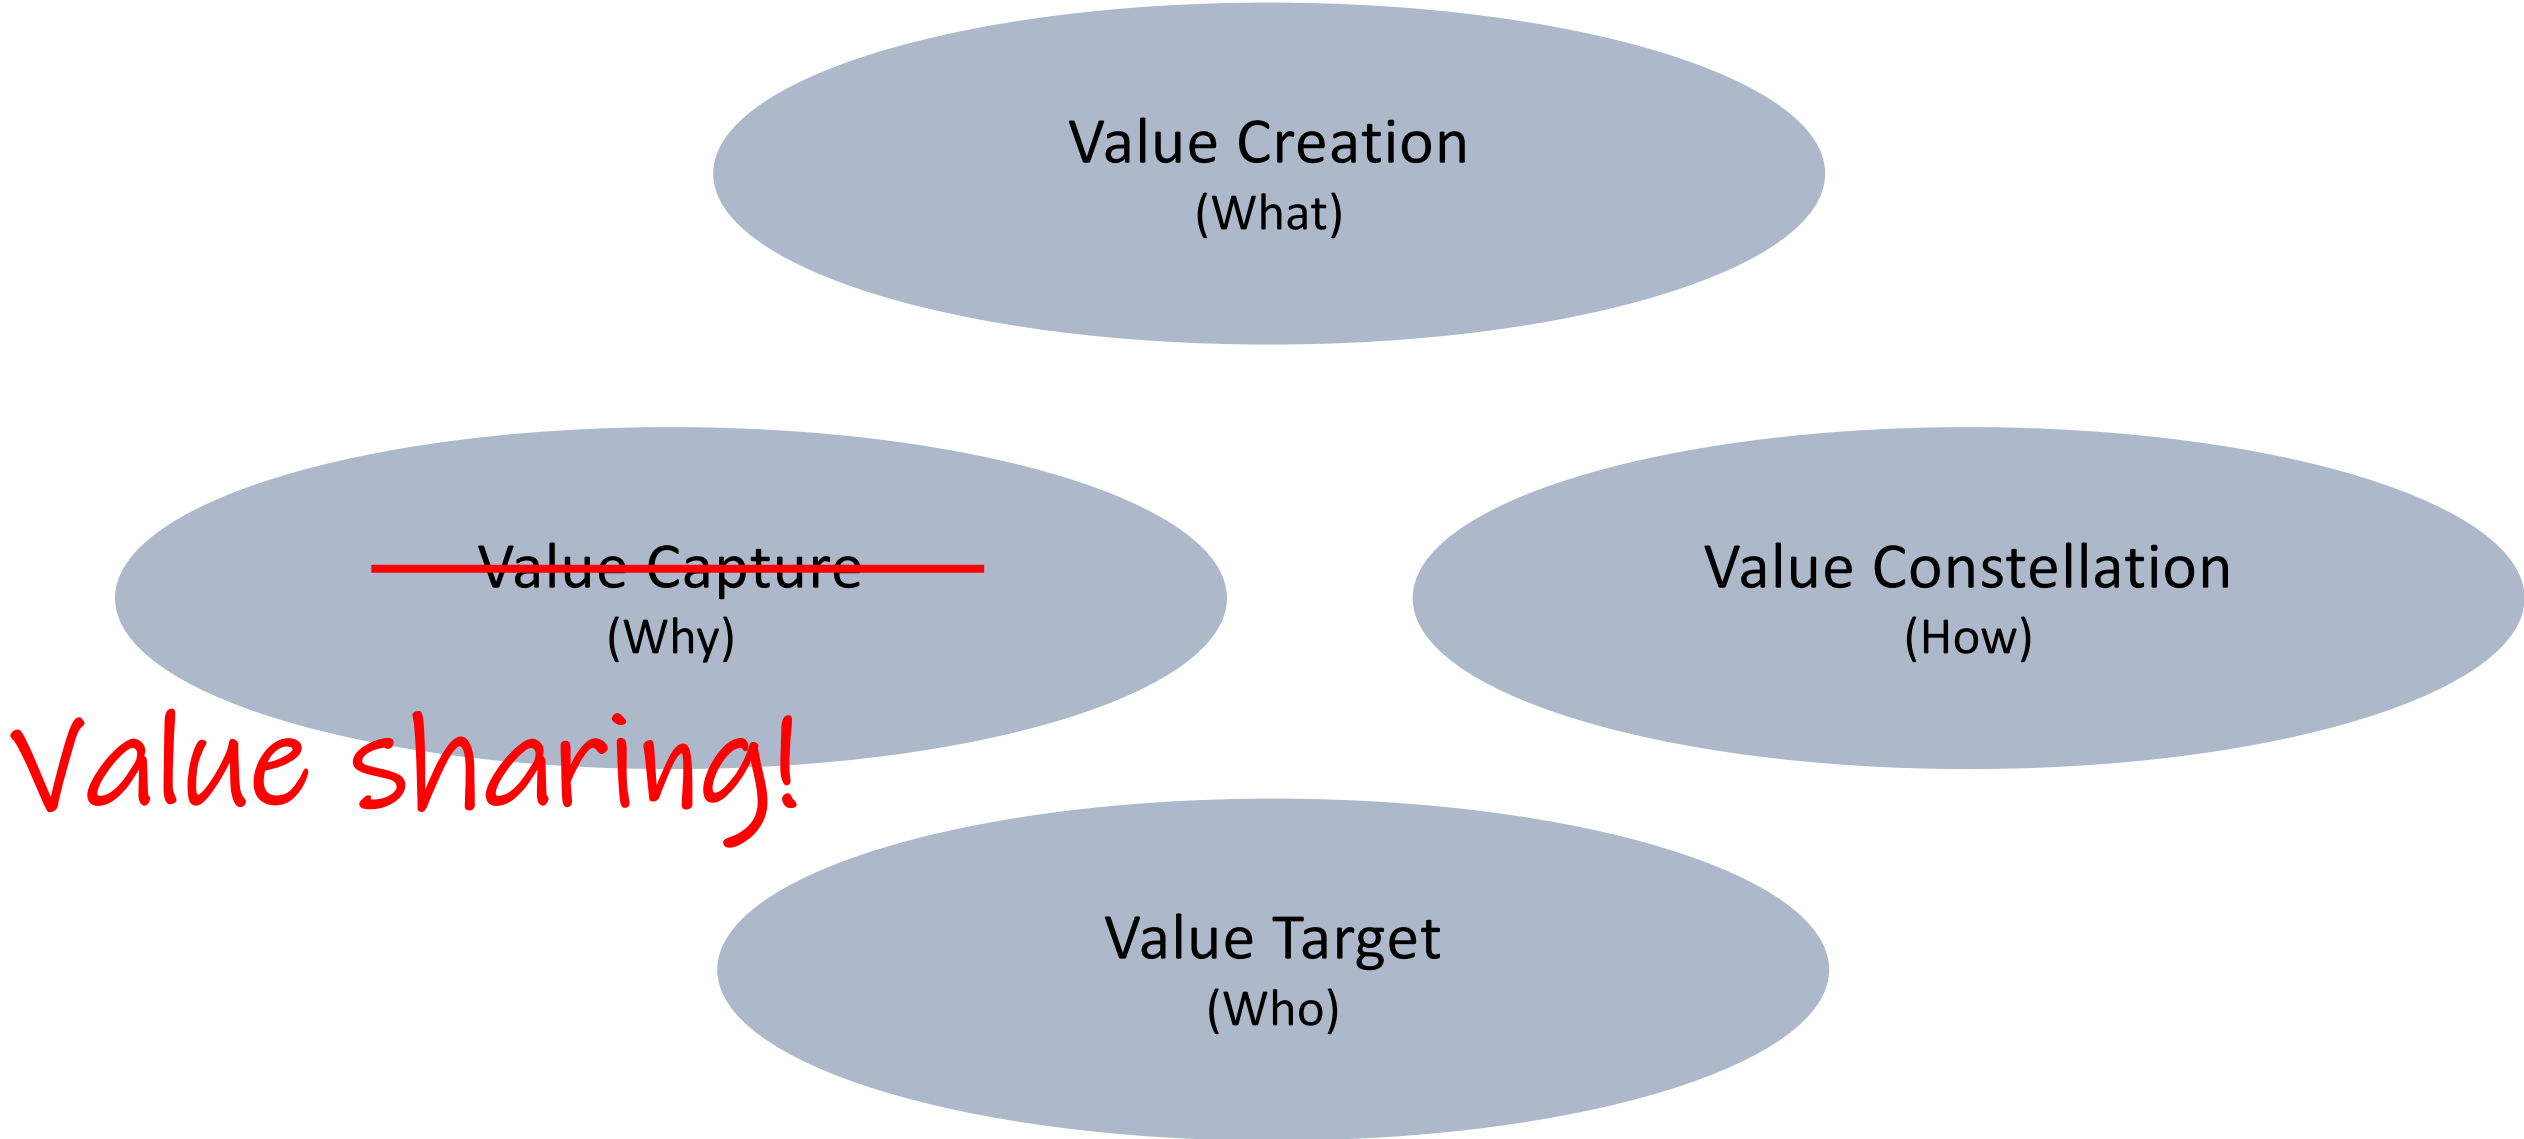 Value Creation
(What)
Value Capture
(Why)
Value sharing!
Value Constellation
(How)
Value Target
(Who)